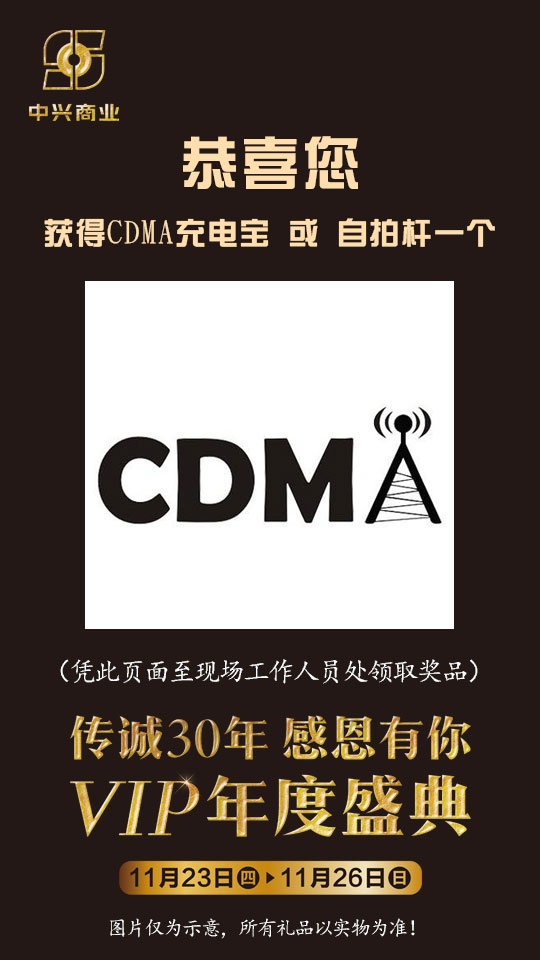 中兴商业
恭喜您
获得CDMA充电宝 或 自拍杆一个
CDMA
（凭此页面至现场工作人员处领取奖品）
传诚30年 感恩有你
VIP年度盛典
11月23日四▶11月26日日
图片仅为示意，所有礼品以实物为准！